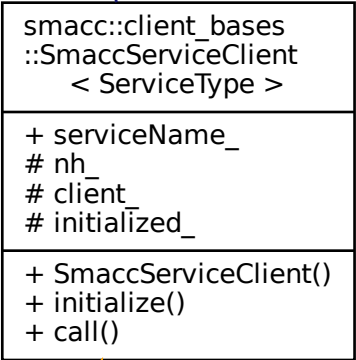 smacc::client_bases
::SmaccServiceClient
< ServiceType >
+ serviceName_
# nh_
# client_
# initialized_
+ SmaccServiceClient()
+ initialize()
+ call()